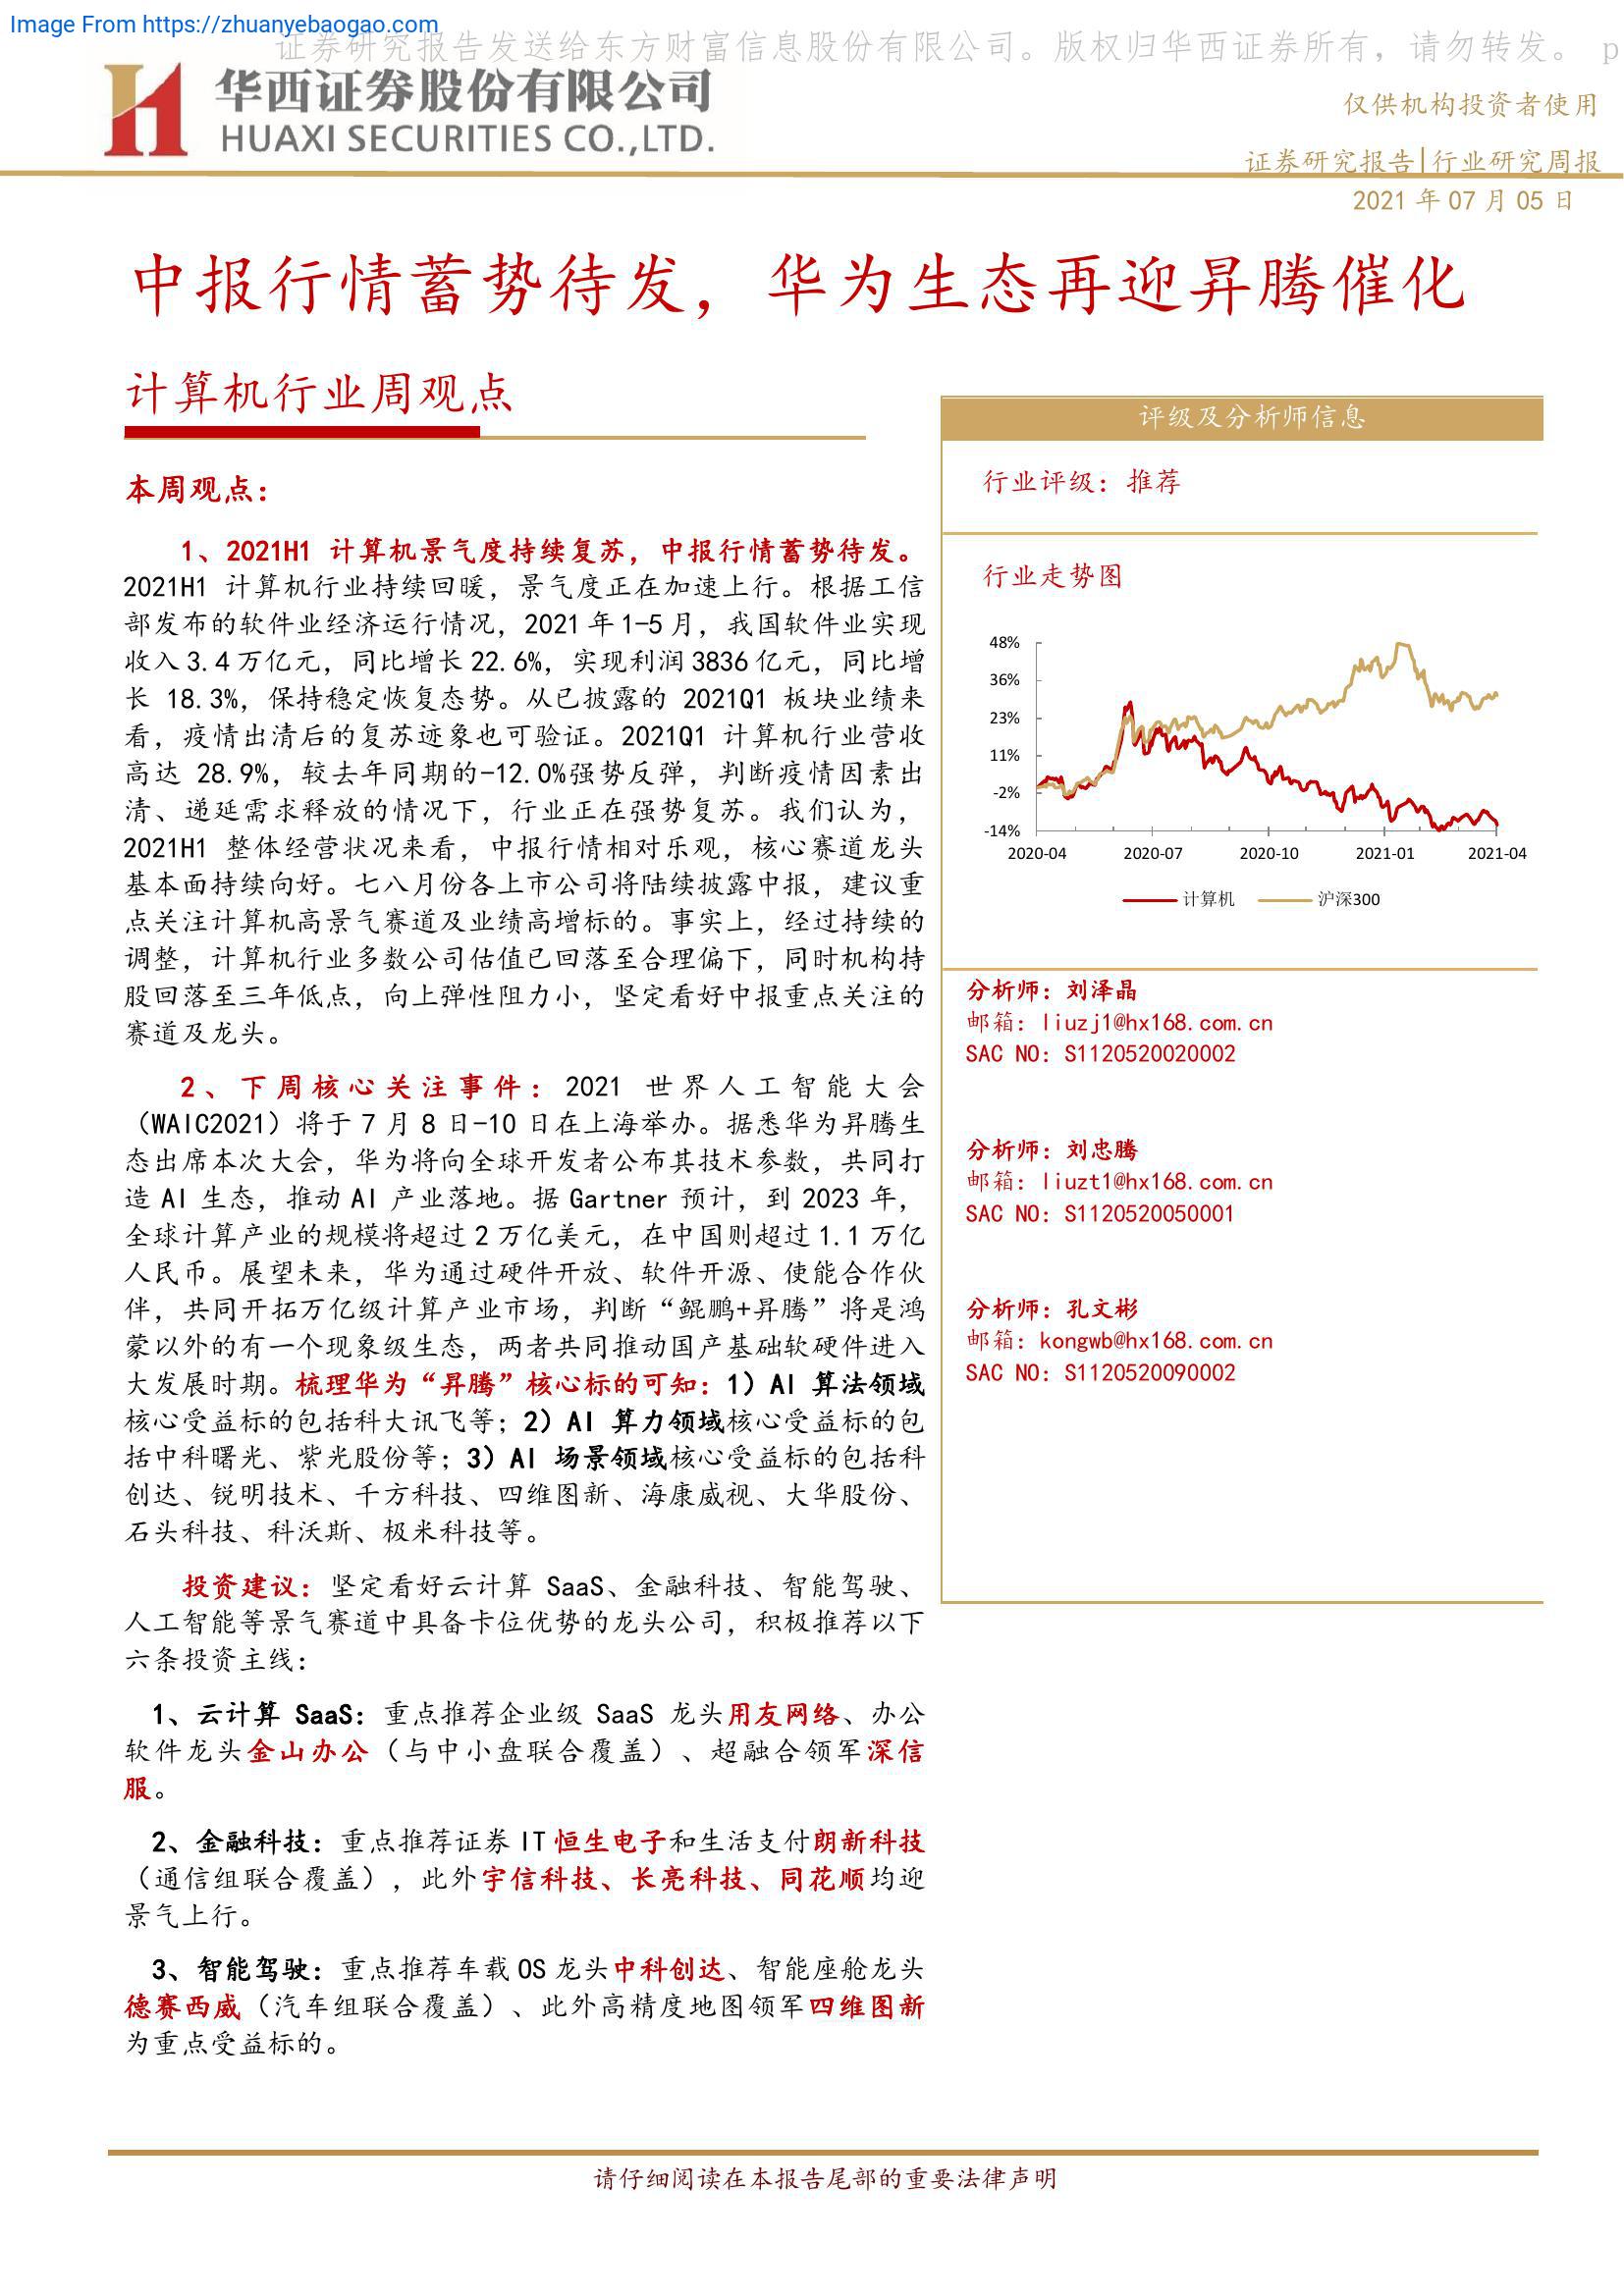 Image From https://zhuanyebaogao.com
证券研究报告发送给东方财富信息股份有限公司。版权归华西证券所有，请勿转发。 p
华西证券股份有限公司
HUAXI SECURITIES CO.,LTD.
仅供机构投资者使用
证券研究报告|行业研究周报
2021 年 07 月 05 日
中报行情蓄势待发，华为生态再迎昇腾催化
计算机行业周观点
本周观点：
1、2021H1 计算机景气度持续复苏，中报行情蓄势待发。
2021H1 计算机行业持续回暖，景气度正在加速上行。根据工信
部发布的软件业经济运行情况，2021 年 1-5 月，我国软件业实现
收入 3.4 万亿元，同比增长 22.6%，实现利润 3836 亿元，同比增
长 18.3%，保持稳定恢复态势。从已披露的 2021Q1 板块业绩来
看，疫情出清后的复苏迹象也可验证。2021Q1 计算机行业营收
高达 28.9%，较去年同期的-12.0%强势反弹，判断疫情因素出
清、递延需求释放的情况下，行业正在强势复苏。我们认为，
2021H1 整体经营状况来看，中报行情相对乐观，核心赛道龙头
基本面持续向好。七八月份各上市公司将陆续披露中报，建议重
点关注计算机高景气赛道及业绩高增标的。事实上，经过持续的
调整，计算机行业多数公司估值已回落至合理偏下，同时机构持
股回落至三年低点，向上弹性阻力小，坚定看好中报重点关注的
赛道及龙头。
2、下周核心关注事件：2021 世界人工智能大会
（WAIC2021）将于 7 月 8 日-10 日在上海举办。据悉华为昇腾生
态出席本次大会，华为将向全球开发者公布其技术参数，共同打
造 AI 生态，推动 AI 产业落地。据 Gartner 预计，到 2023 年，
全球计算产业的规模将超过 2 万亿美元，在中国则超过 1.1 万亿
人民币。展望未来，华为通过硬件开放、软件开源、使能合作伙
伴，共同开拓万亿级计算产业市场，判断“鲲鹏+昇腾”将是鸿
蒙以外的有一个现象级生态，两者共同推动国产基础软硬件进入
大发展时期。梳理华为“昇腾”核心标的可知：1）AI 算法领域
核心受益标的包括科大讯飞等；2）AI 算力领域核心受益标的包
括中科曙光、紫光股份等；3）AI 场景领域核心受益标的包括科
创达、锐明技术、千方科技、四维图新、海康威视、大华股份、
石头科技、科沃斯、极米科技等。
投资建议：坚定看好云计算 SaaS、金融科技、智能驾驶、
人工智能等景气赛道中具备卡位优势的龙头公司，积极推荐以下
六条投资主线：
1、云计算 SaaS：重点推荐企业级 SaaS 龙头用友网络、办公
软件龙头金山办公（与中小盘联合覆盖）、超融合领军深信
服。
2、金融科技：重点推荐证券 IT 恒生电子和生活支付朗新科技
（通信组联合覆盖），此外宇信科技、长亮科技、同花顺均迎
景气上行。
3、智能驾驶：重点推荐车载 OS 龙头中科创达、智能座舱龙头
德赛西威（汽车组联合覆盖）、此外高精度地图领军四维图新
为重点受益标的。
评级及分析师信息
行业评级：推荐
行业走势图
48%
36%
23%
11%
-2%
-14%
2020-04 2020-07 2020-10 2021-01 2021-04
计算机 沪深300
分析师：刘泽晶
邮箱：liuzj1@hx168.com.cn
SAC NO：S1120520020002
分析师：刘忠腾
邮箱：liuzt1@hx168.com.cn
SAC NO：S1120520050001
分析师：孔文彬
邮箱：kongwb@hx168.com.cn
SAC NO：S1120520090002
请仔细阅读在本报告尾部的重要法律声明